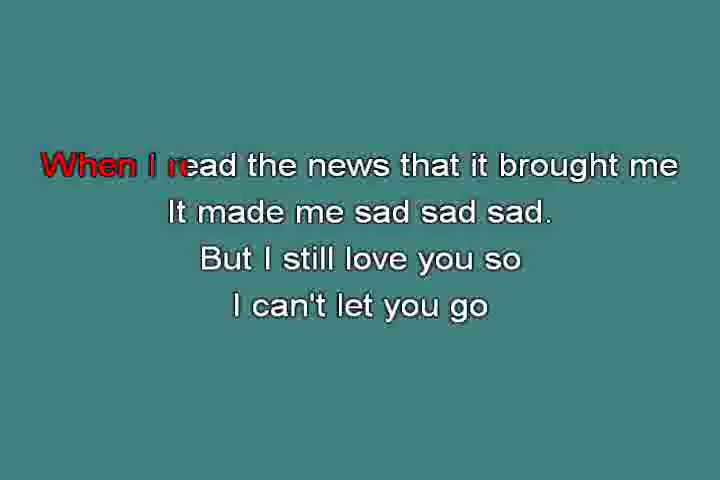 When I read the news that it brought me
It made me sad sad sad.
But I still love you so
I can't let you go